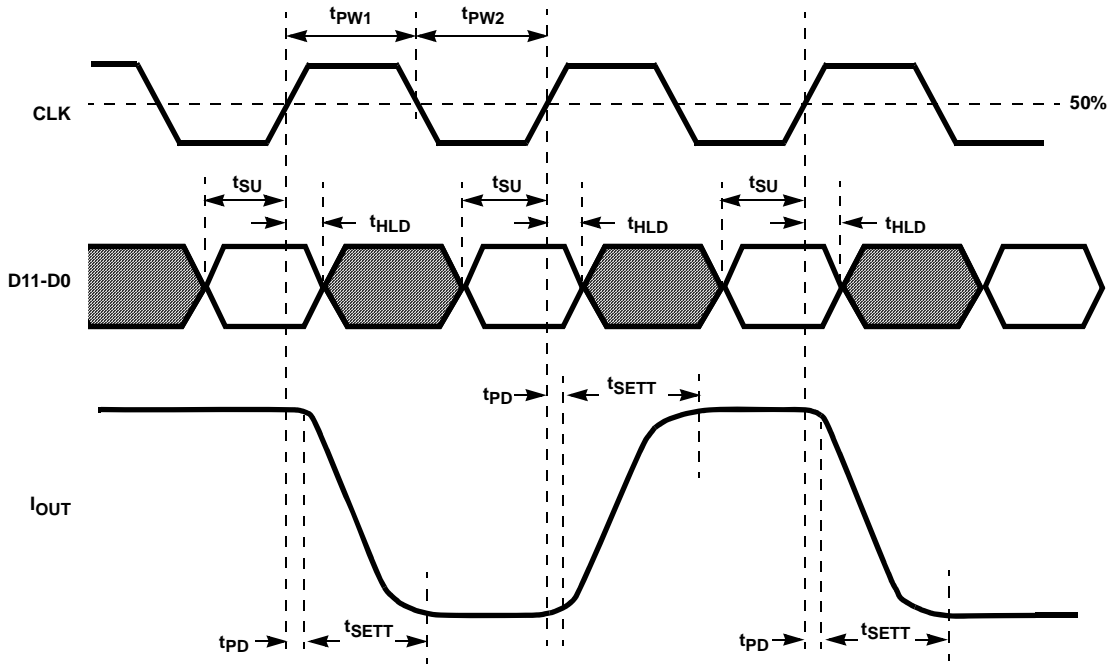 tPW1
tPW2
CLK
50%
tSU
tSU
tSU
tHLD
tHLD
tHLD
D11-D0
tPD
tSETT
IOUT
tPD
tSETT
tPD
tSETT